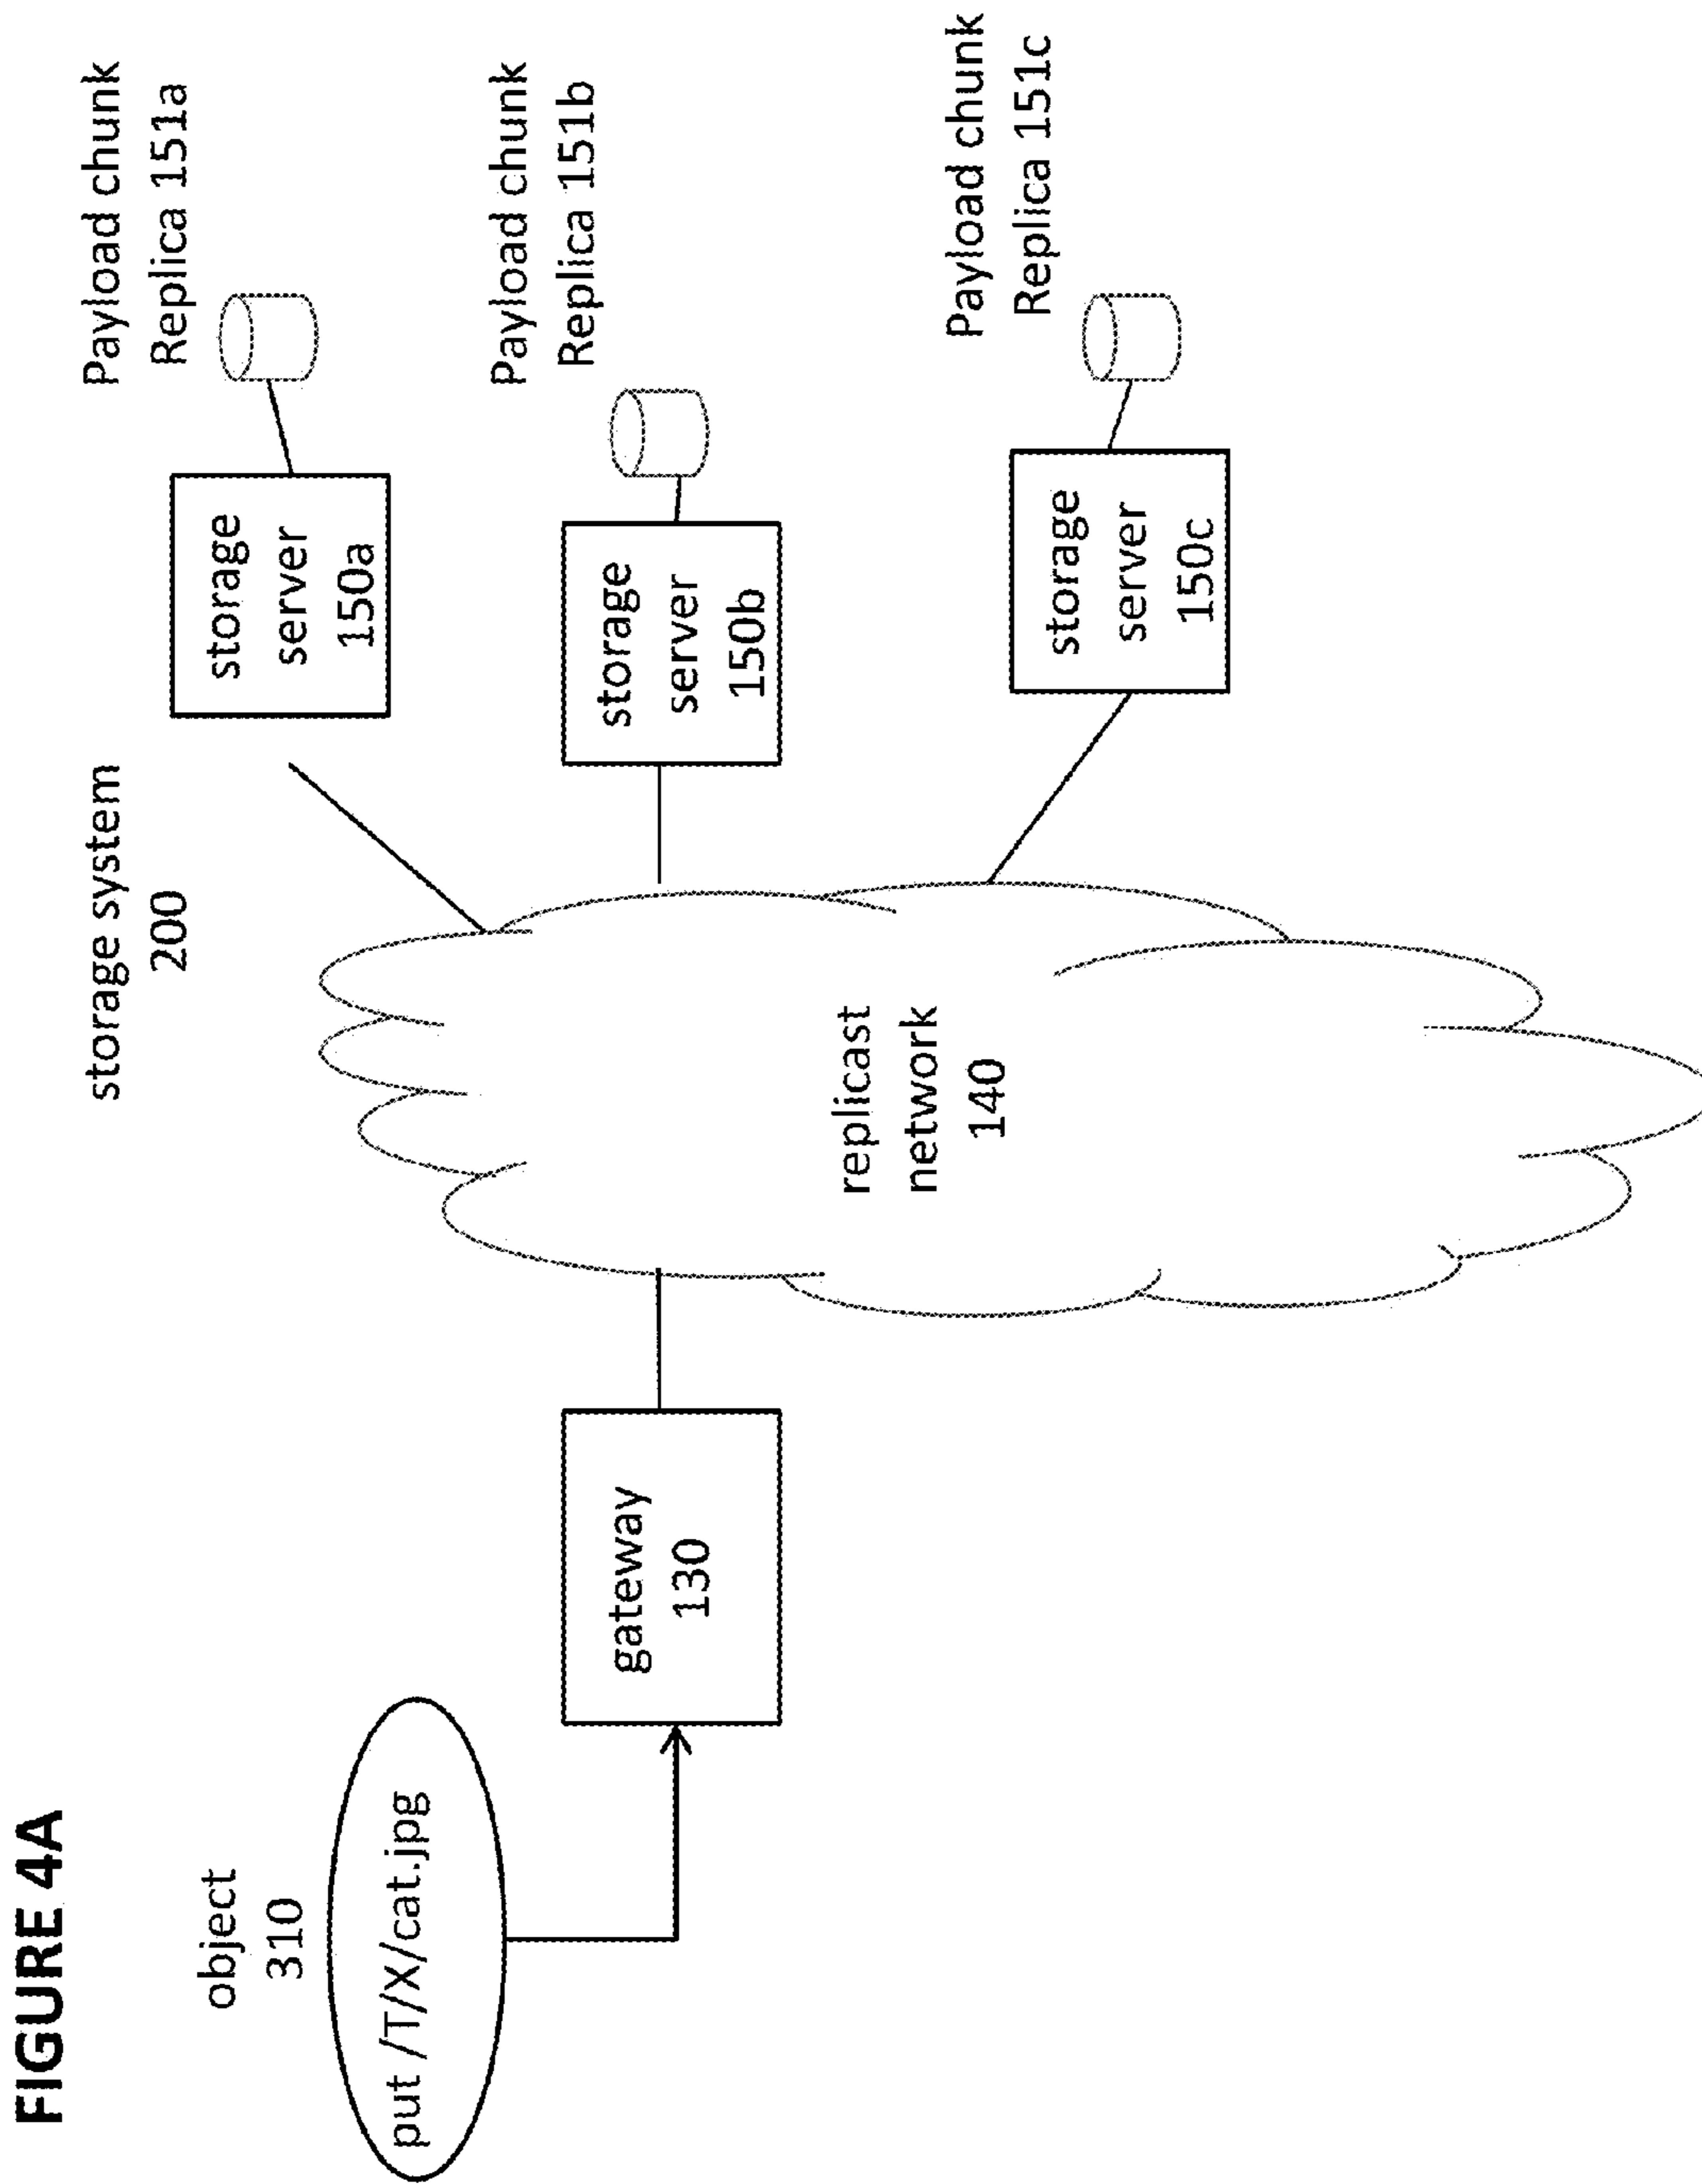 FIGURE 4A
object
310
put /T/X/cat.jpg
gateway
130
storage system
200
replicast
network
140
storage
server
150a
Payload chunk
Replica 151a
storage
server
150b
Payload chunk
Replica 151b
storage
server
150c
Payload chunk
Replica 151c